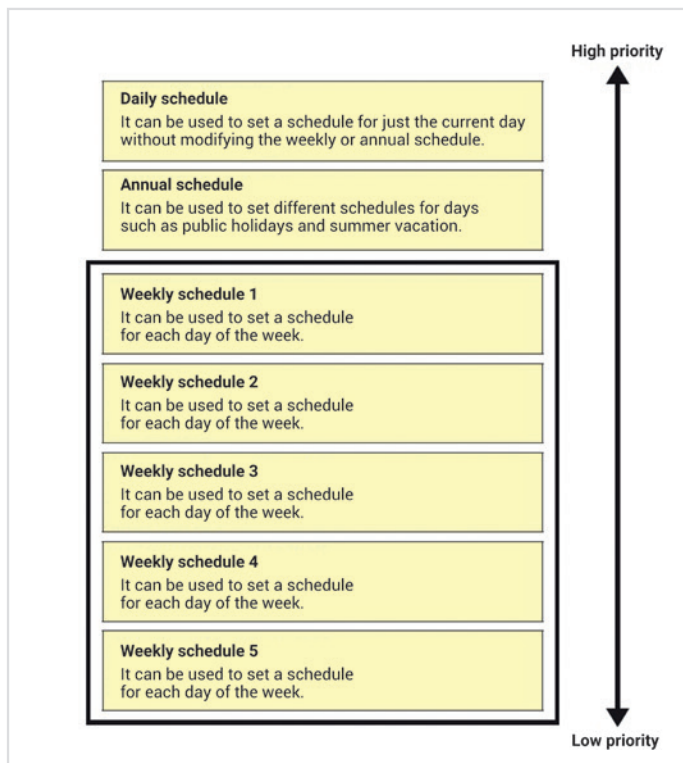 High priority
Daily schedule
It can be used to set a schedule for just the current day
without modifying the weekly or annual schedule.
Annual schedule
It can be used to set different schedules for days
such as public holidays and summer vacation.
Weekly schedule 1
It can be used to set a schedule
for each day of the week.
Weekly schedule 2
It can be used to set a schedule
for each day of the week.
Weekly schedule 3
It can be used to set a schedule
for each day of the week.
Weekly schedule 4
It can be used to set a schedule
for each day of the week.
Weekly schedule 5
It can be used to set a schedule
for each day of the week.
Low priority